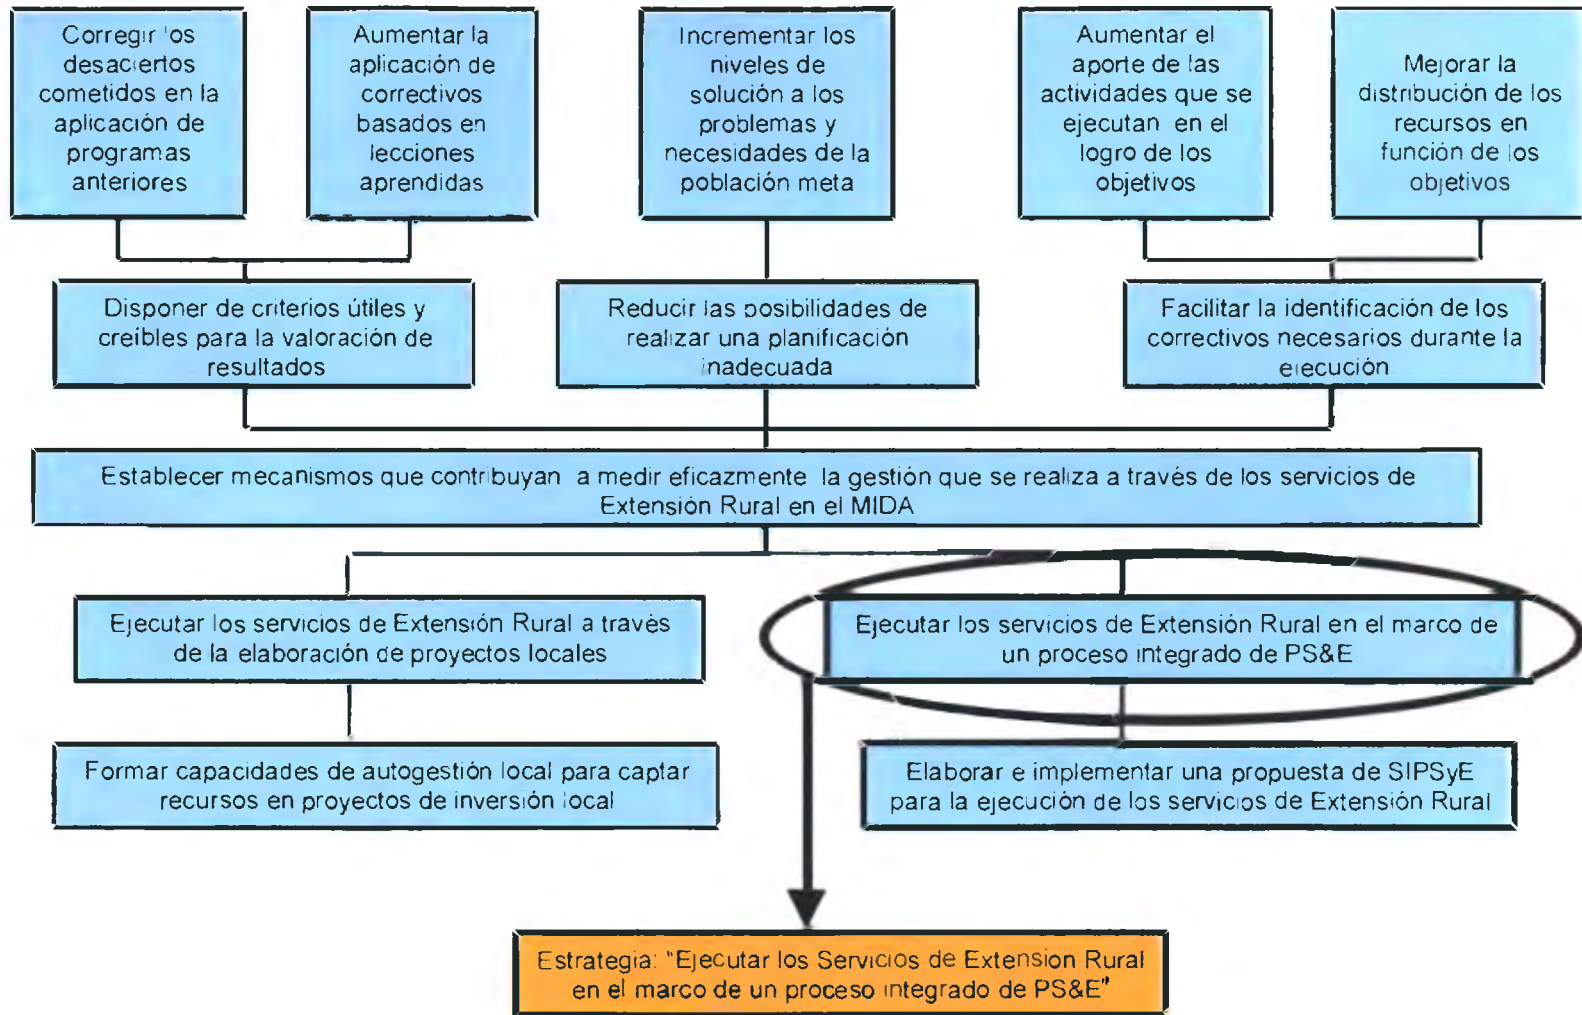 Corregir los
desaciertos
cometidos en la
aplicación de
programas
anteriores
Aumentar la
aplicación de
correctivos
basados en
lecciones
aprendidas
Incrementar los
niveles de
solución a los
problemas y
necesidades de la
población meta
Aumentar el
aporte de las
actividades que se
ejecutan en el
logro de los
objetivos
Mejorar la
distribución de los
recursos en
función de los
objetivos
Disponer de criterios útiles y
creíbles para la valoración de
resultados
Reducir las posibilidades de
realizar una planificación
inadecuada
Facilitar la identificación de los
correctivos necesarios durante la
ejecución
Establecer mecanismos que contribuyan a medir eficazmente la gestión que se realiza a través de los servicios de
Extensión Rural en el MIDA
Ejecutar los servicios de Extensión Rural a través
de la elaboración de proyectos locales
Ejecutar los servicios de Extensión Rural en el marco de
un proceso integrado de PS&E
Formar capacidades de autogestión local para captar
recursos en proyectos de inversión local
Elaborar e implementar una propuesta de SIPSyE
para la ejecución de los servicios de Extensión Rural
Estrategia: "Ejecutar los Servicios de Extension Rural
en el marco de un proceso integrado de PS&E"